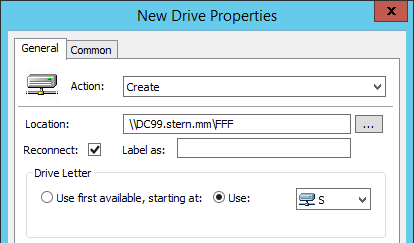 New Drive Properties
x
General Common
Action: Create
Location: \\DC99.stern.mm\FFF ...
Reconnect: Label as:
Drive Letter
Use first available, starting at: Use: S